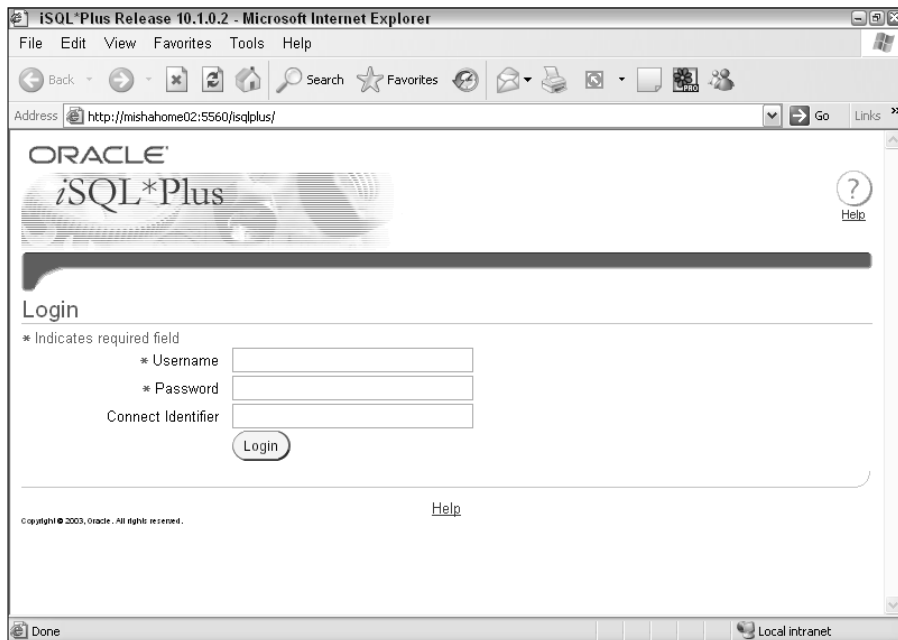 iSQL*Plus Release 10.1.0.2 - Microsoft Internet Explorer
File Edit View Favorites Tools Help
Back Search Favorites PRO
Address http://mishahome02:5560/isqlplus/ Go Links »
ORACLE
iSQL*Plus
?
Help
Login
* Indicates required field
* Username
* Password
Connect Identifier
Login
Help
Copyright © 2003, Oracle. All rights reserved.
Done Local intranet